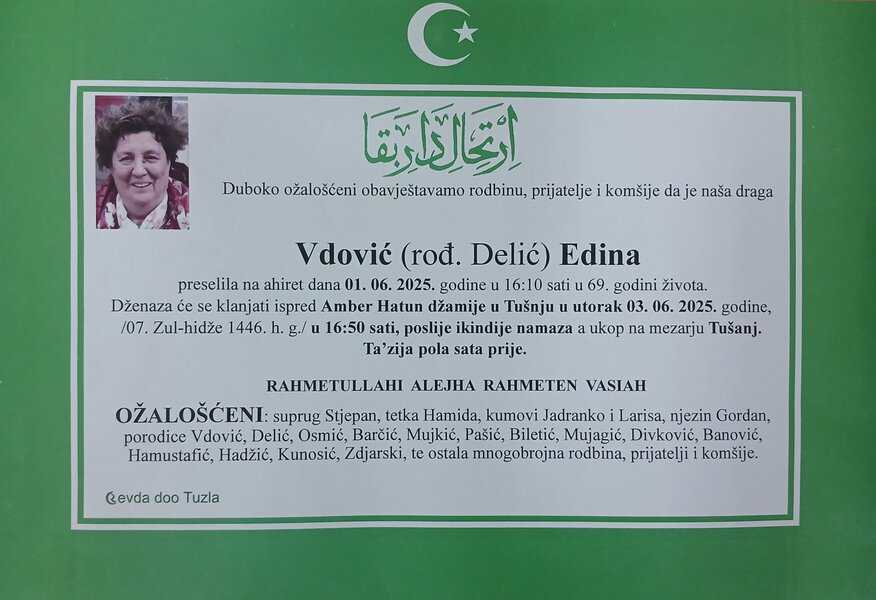 ارتحال دار بقا
Duboko ožalošćeni obavještavamo rodbinu, prijatelje i komšije da je naša draga
Vdović (rođ. Delić) Edina
preselila na ahiret dana 01. 06. 2025. godine u 16:10 sati u 69. godini života.
Dženaza će se klanjati ispred Amber Hatun džamije u Tušnju u utorak 03. 06. 2025. godine,
/07. Zul-hidže 1446. h. g./ u 16:50 sati, poslije ikindije namaza a ukop na mezarju Tušanj.
Ta’zija pola sata prije.
RAHMETULLAHI ALEJHA RAHMETEN VASIAH
OŽALOŠĆENI: suprug Stjepan, tetka Hamida, kumovi Jadranko i Larisa, njezin Gordan,
porodice Vdović, Delić, Osmić, Barčić, Mujkić, Pašić, Biletić, Mujagić, Divković, Banović,
Hamustafić, Hadžić, Kunosić, Zdjarski, te ostala mnogobrojna rodbina, prijatelji i komšije.
Ćevda doo Tuzla